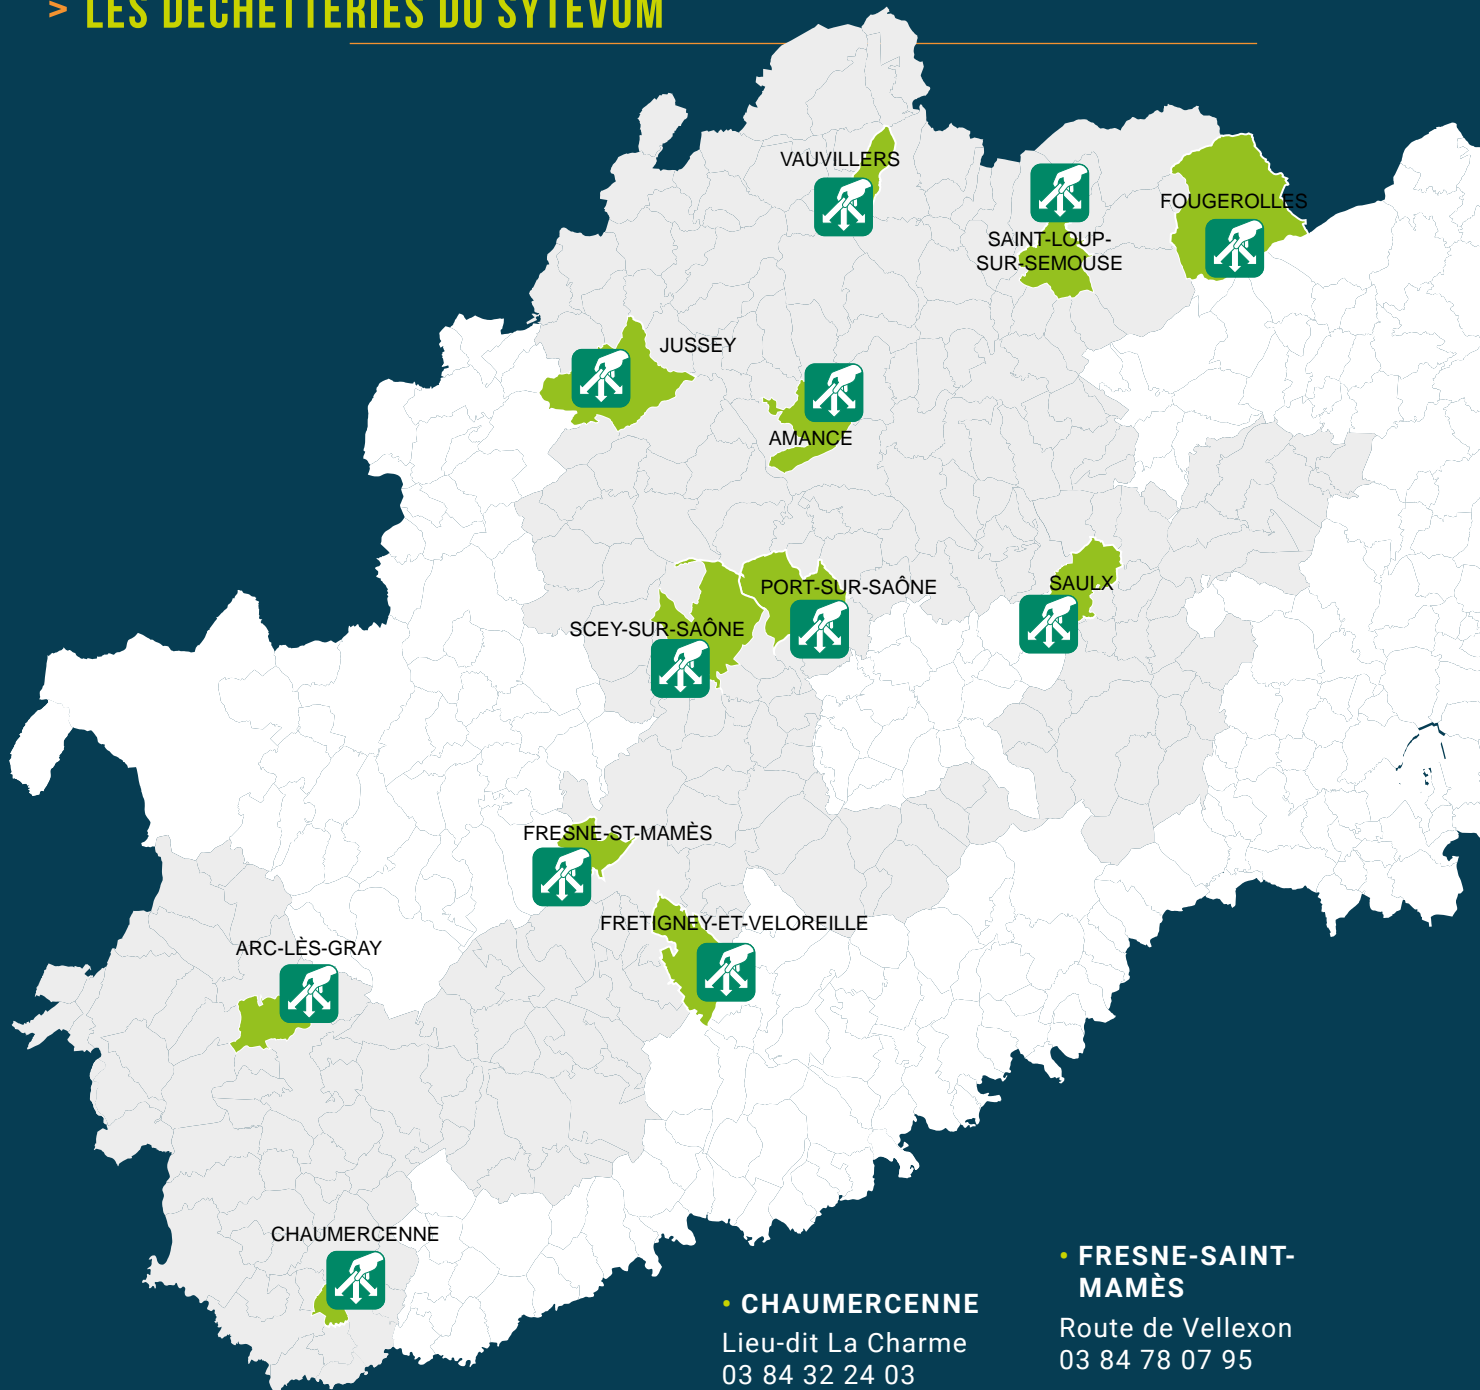 > LES DÉCHETTERIES DU SYTEVOM
VAUVILLERS
FOUGEROLLES
SAINT-LOUP-
SUR-SEMOUSE
JUSSEY
AMANCE
PORT-SUR-SAÔNE
SAULX
SCEY-SUR-SAÔNE
FRESNE-ST-MAMÈS
FRETIGNEY-ET-VELOREILLE
ARC-LÈS-GRAY
CHAUMERCENNE
• CHAUMERCENNE
Lieu-dit La Charme
03 84 32 24 03
• FRESNE-SAINT-
MAMÈS
Route de Vellexon
03 84 78 07 95